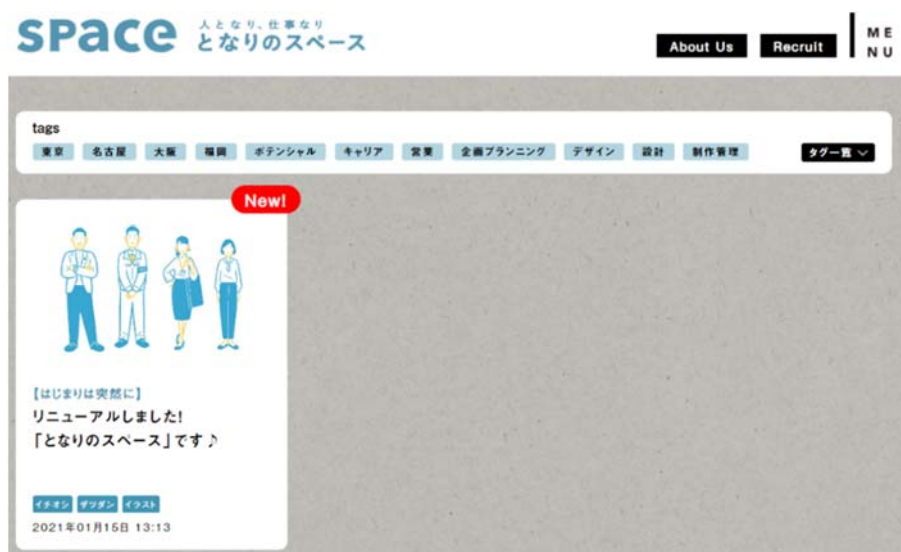 space
人となり、仕事なり
となりのスペース
About Us
Recruit
ME
NU
tags
東京 名古屋 大阪 福岡 ポテンシャル キャリア 営業 企画プランニング デザイン 設計 制作管理 タグ一覧
New!
【はじまりは突然に】
リニューアルしました!
「となりのスペース」です♪
イチオシ ザツダン イラスト
2021年01月15日 13:13